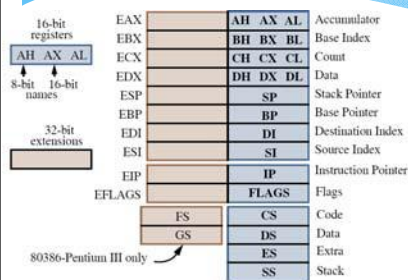 16-bit
registers
AH AX AL
8-bit 16-bit
names
32-bit
extensions
EAX AH AX AL Accumulator
EBX BH BX BL Base Index
ECX CH CX CL Count
EDX DH DX DL Data
ESP SP Stack Pointer
EBP BP Base Pointer
EDI DI Destination Index
ESI SI Source Index
EIP IP Instruction Pointer
EFLAGS FLAGS Flags
FS CS Code
GS DS Data
80386-Pentium III only ES Extra
SS Stack